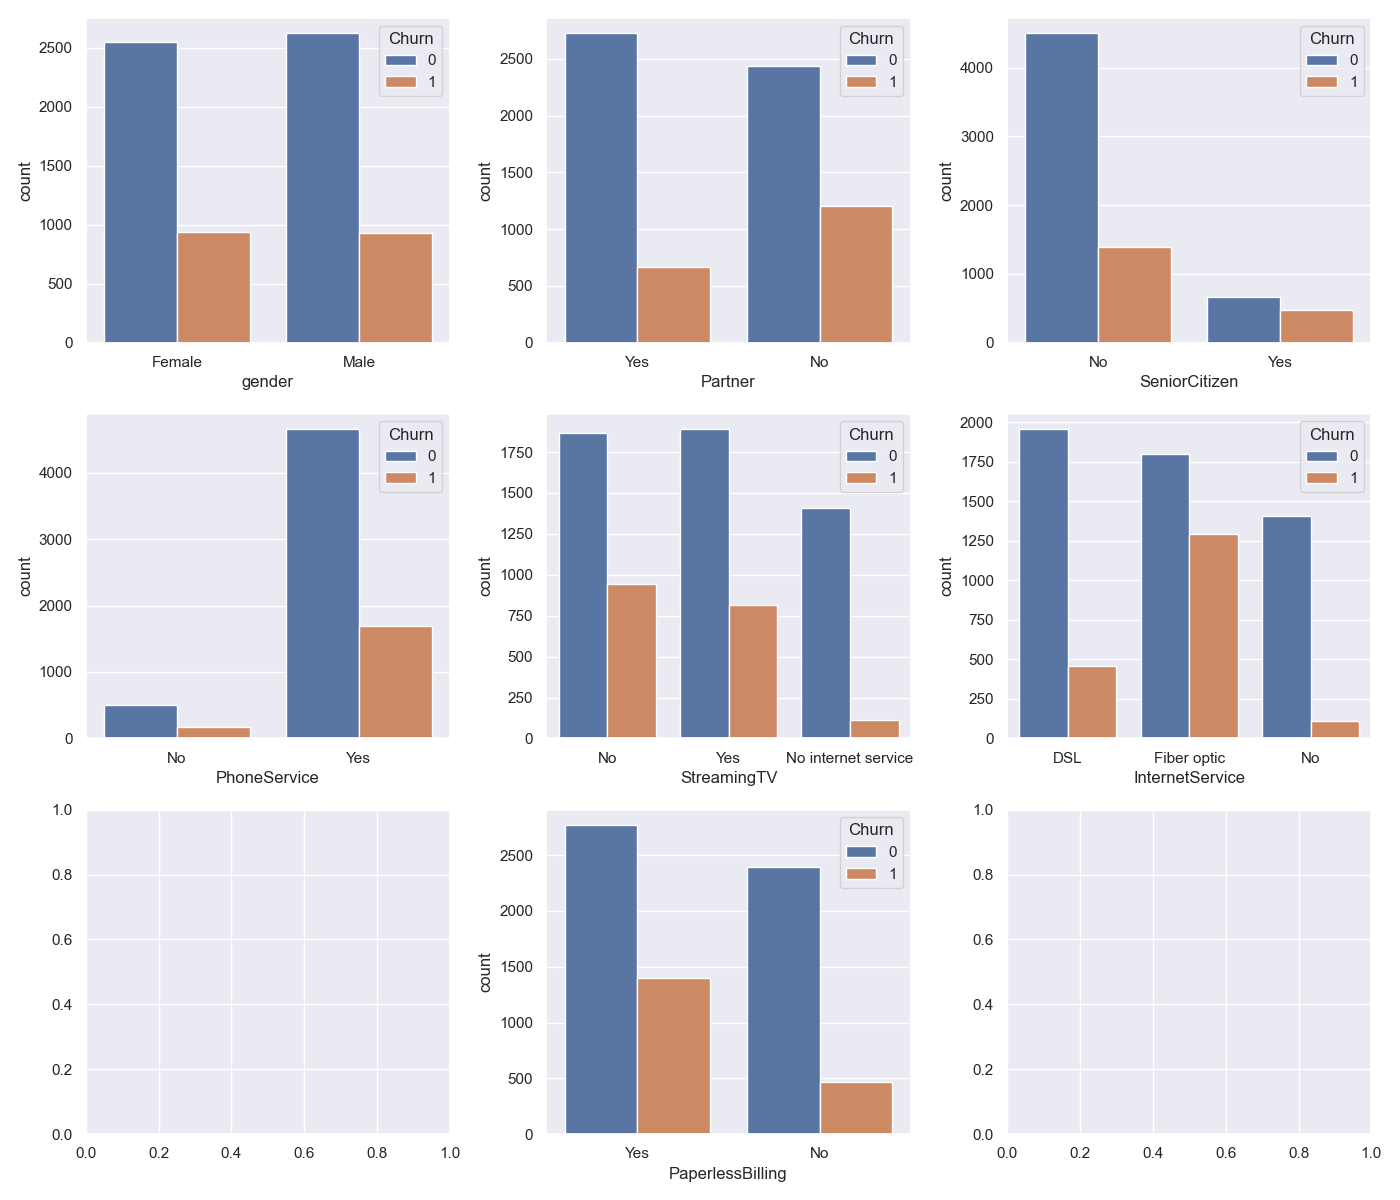 Churn
0
1
2500
2000
1500
1000
500
0
count
Female Male
gender
Churn
0
1
2500
2000
1500
1000
500
0
count
Yes No
Partner
Churn
0
1
4000
3000
2000
1000
0
count
No Yes
SeniorCitizen
Churn
0
1
4000
3000
2000
1000
0
count
No Yes
PhoneService
Churn
0
1
1750
1500
1250
1000
750
500
250
0
count
No Yes No internet service
StreamingTV
Churn
0
1
2000
1750
1500
1250
1000
750
500
250
0
count
DSL Fiber optic No
InternetService
1.0
0.8
0.6
0.4
0.2
0.0
0.0 0.2 0.4 0.6 0.8 1.0
Churn
0
1
2500
2000
1500
1000
500
0
count
Yes No
PaperlessBilling
1.0
0.8
0.6
0.4
0.2
0.0
0.0 0.2 0.4 0.6 0.8 1.0